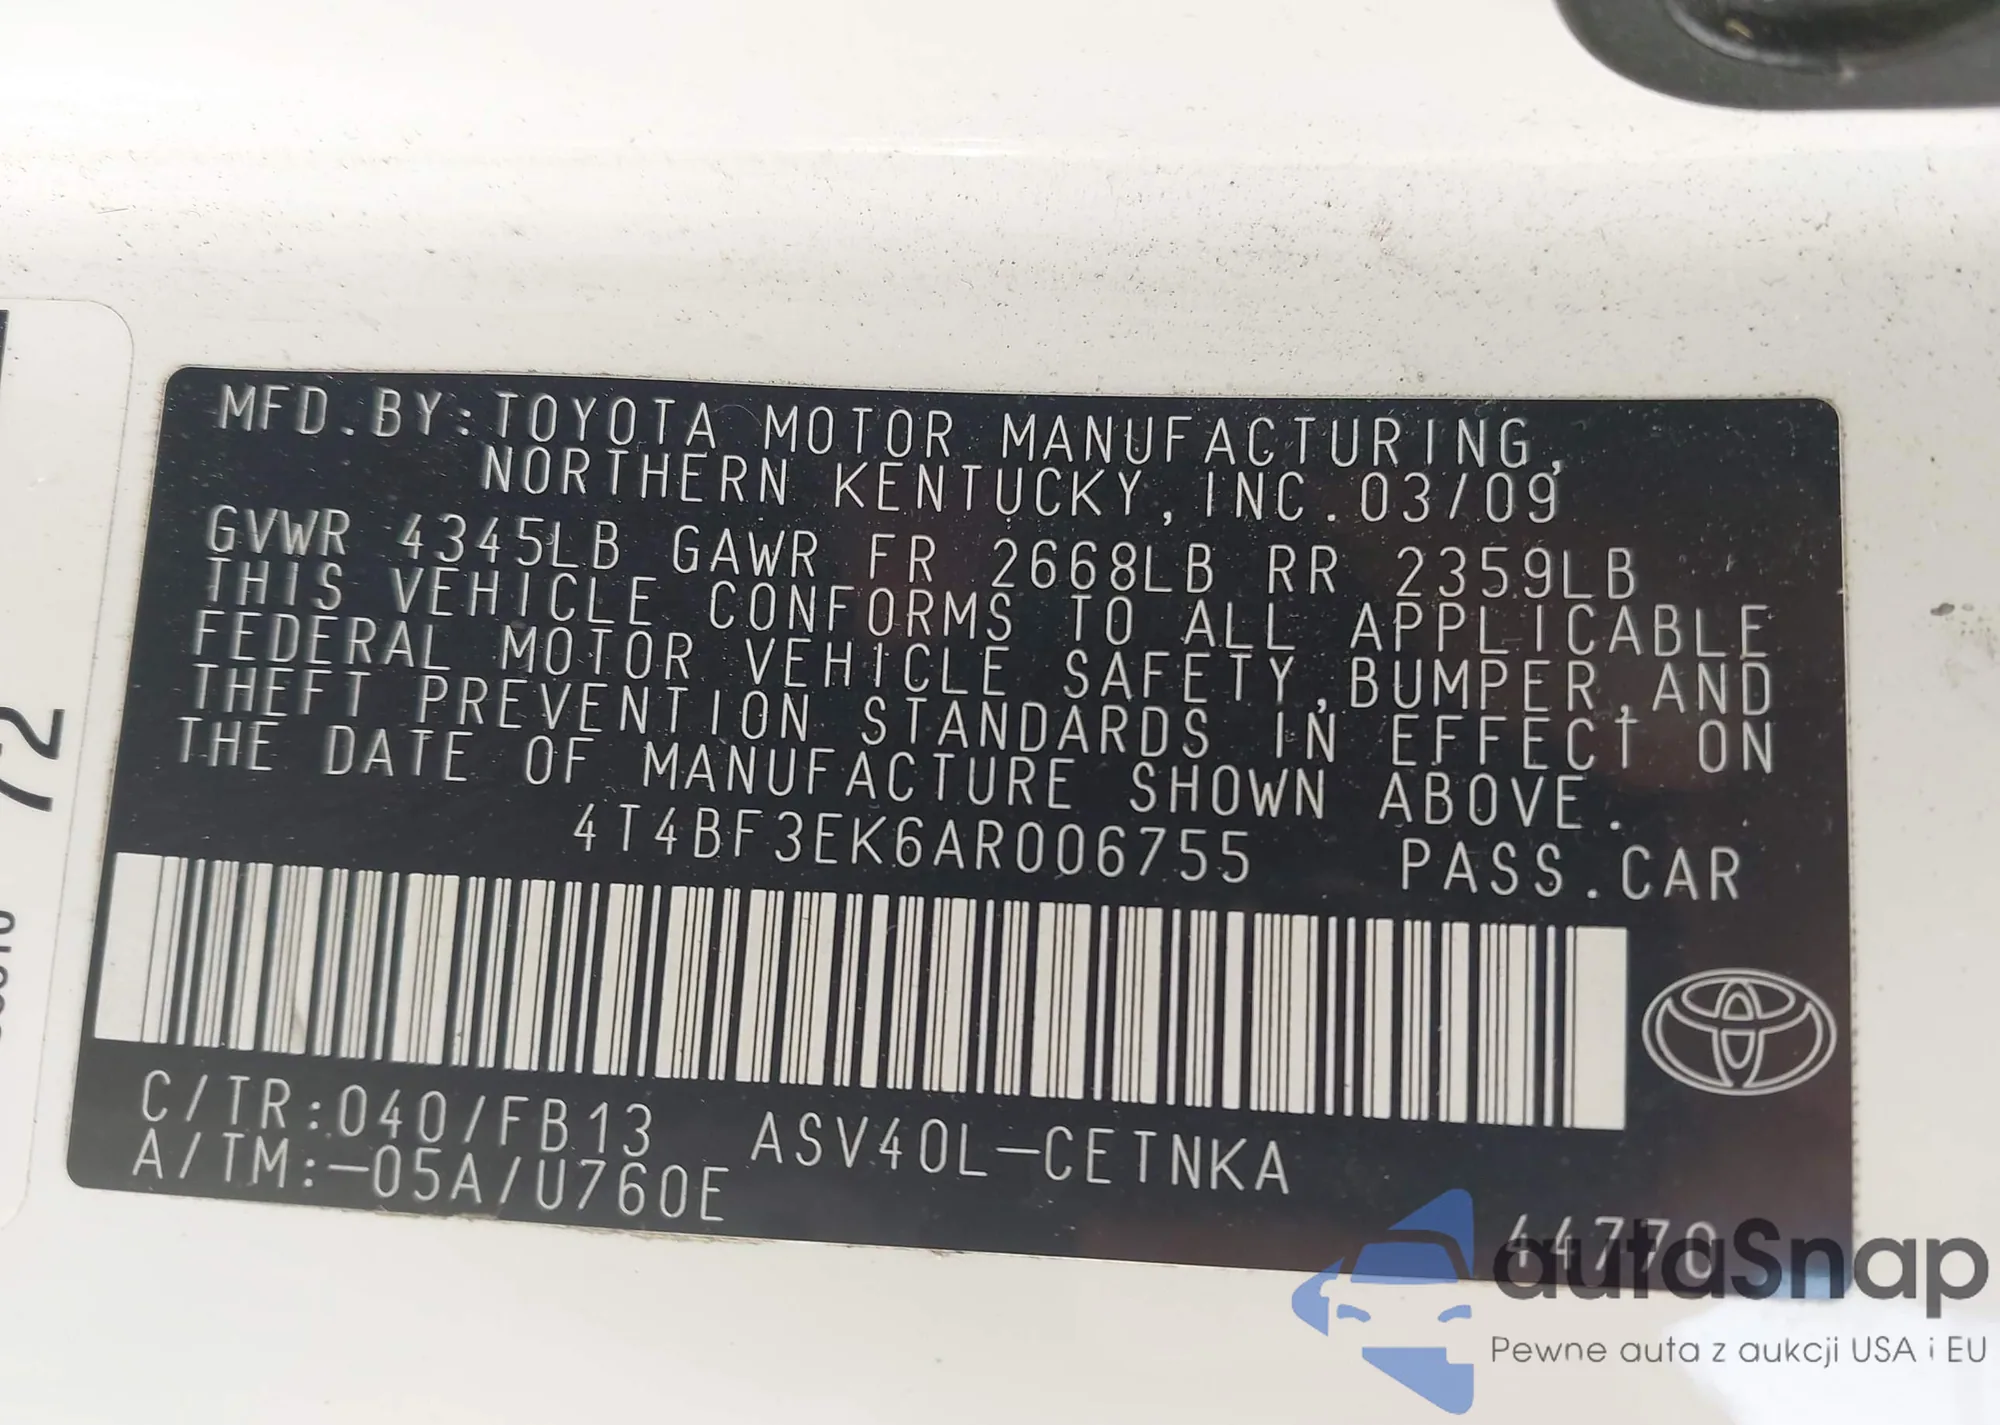 MFD.BY:TOYOTA MOTOR MANUFACTURING,
NORTHERN KENTUCKY,INC.03/09
GVWR 4345LB GAWR FR 2668LB RR 2359LB
THIS VEHICLE CONFORMS TO ALL APPLICABLE
FEDERAL MOTOR VEHICLE SAFETY,BUMPER,AND
THEFT PREVENTION STANDARDS IN EFFECT ON
THE DATE OF MANUFACTURE SHOWN ABOVE.
4T4BF3EK6AR006755 PASS.CAR
C/TR:040/FB13 ASV40L-CETNKA
A/TM:-05A/U760E
44770
autaSnap
Pewne auta z aukcji USA i EU
72